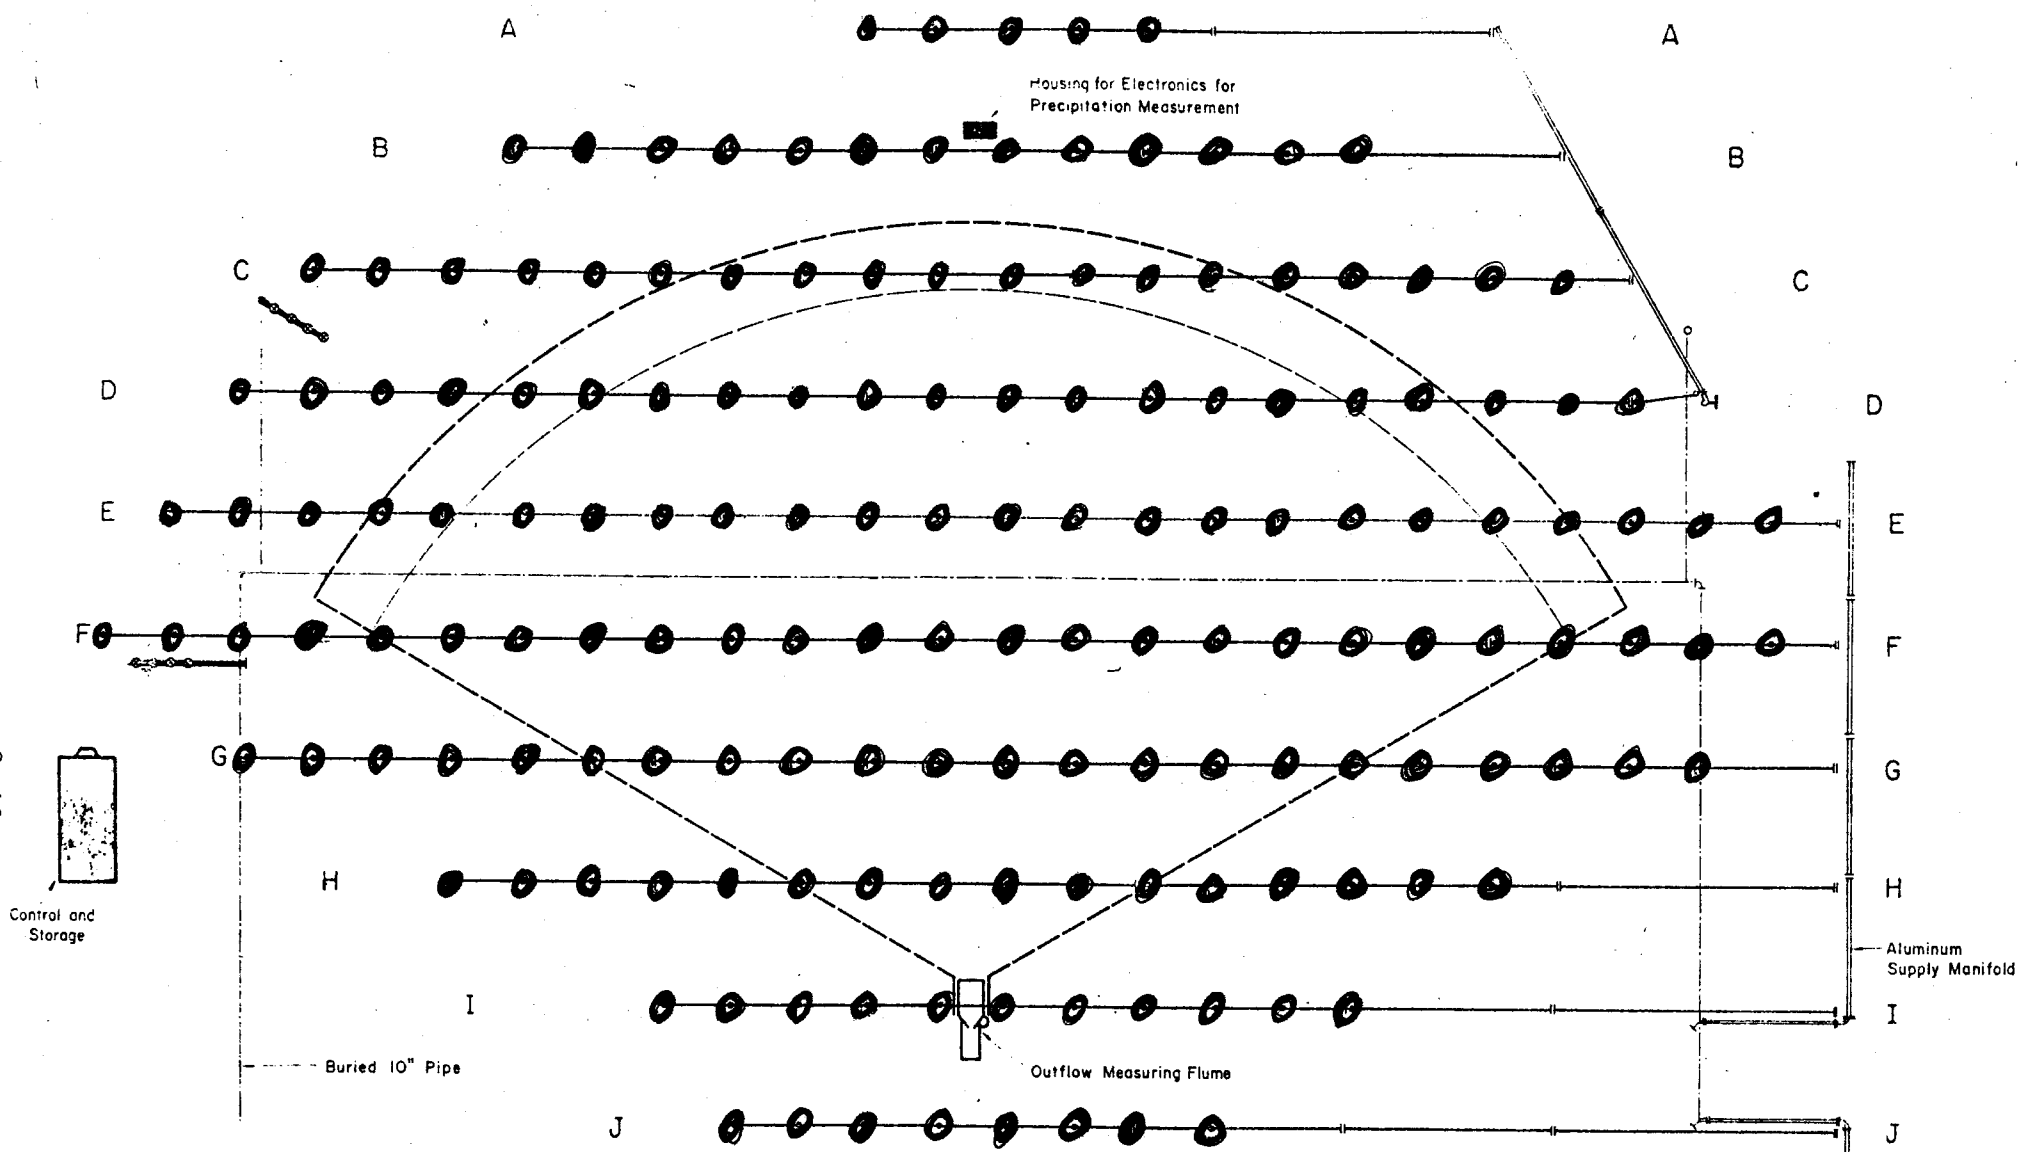 A A
Housing for Electronics for
Precipitation Measurement
B B
C C
D D
E E
F F
G G
H H
Control and
Storage
Aluminum
Supply Manifold
I I
Buried 10" Pipe
Outflow Measuring Flume
J J